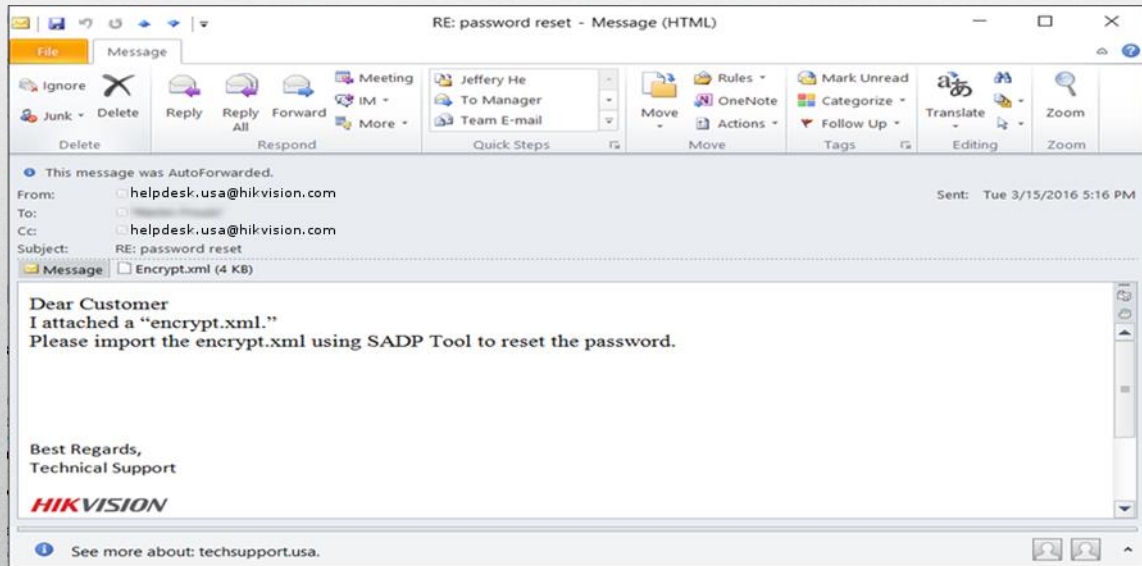 RE: password reset - Message (HTML)
File Message
Ignore
Junk Delete
Reply Reply All Forward
Meeting
IM
More
Jeffery He
To Manager
Team E-mail
Move
Rules
OneNote
Actions
Mark Unread
Categorize
Follow Up
Translate
Zoom
Delete Respond Quick Steps Move Tags Editing Zoom
This message was AutoForwarded.
From: helpdesk.usa@hikvision.com Sent: Tue 3/15/2016 5:16 PM
To:
Cc: helpdesk.usa@hikvision.com
Subject: RE: password reset
Message Encrypt.xml (4 KB)
Dear Customer
I attached a “encrypt.xml.”
Please import the encrypt.xml using SADP Tool to reset the password.
Best Regards,
Technical Support
HIKVISION
See more about: techsupport.usa.